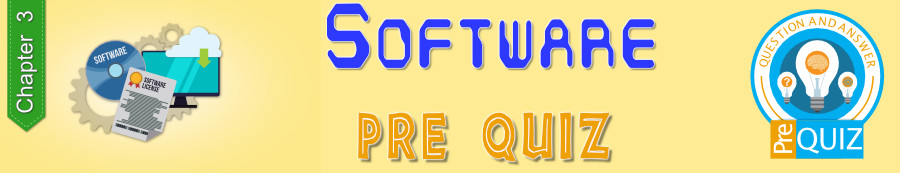 Chapter 3
SOFTWARE
SOFTWARE
LICENSE
SOFTWARE
PRE QUIZ
QUESTION AND ANSWER
?
Pre
QUIZ